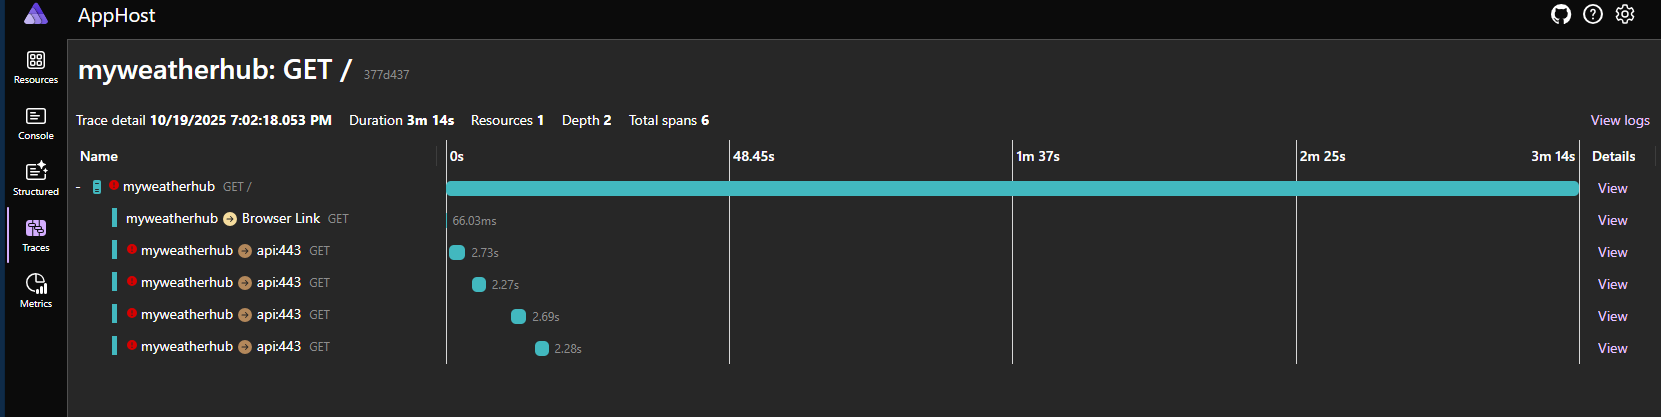 AppHost
Resources
Console
Structured
Traces
Metrics
myweatherhub: GET / 377d437
Trace detail 10/19/2025 7:02:18.053 PM Duration 3m 14s Resources 1 Depth 2 Total spans 6 View logs
Name 0s 48.45s 1m 37s 2m 25s 3m 14s Details
- myweatherhub GET / View
myweatherhub Browser Link GET 66.03ms View
myweatherhub api:443 GET 2.73s View
myweatherhub api:443 GET 2.27s View
myweatherhub api:443 GET 2.69s View
myweatherhub api:443 GET 2.28s View